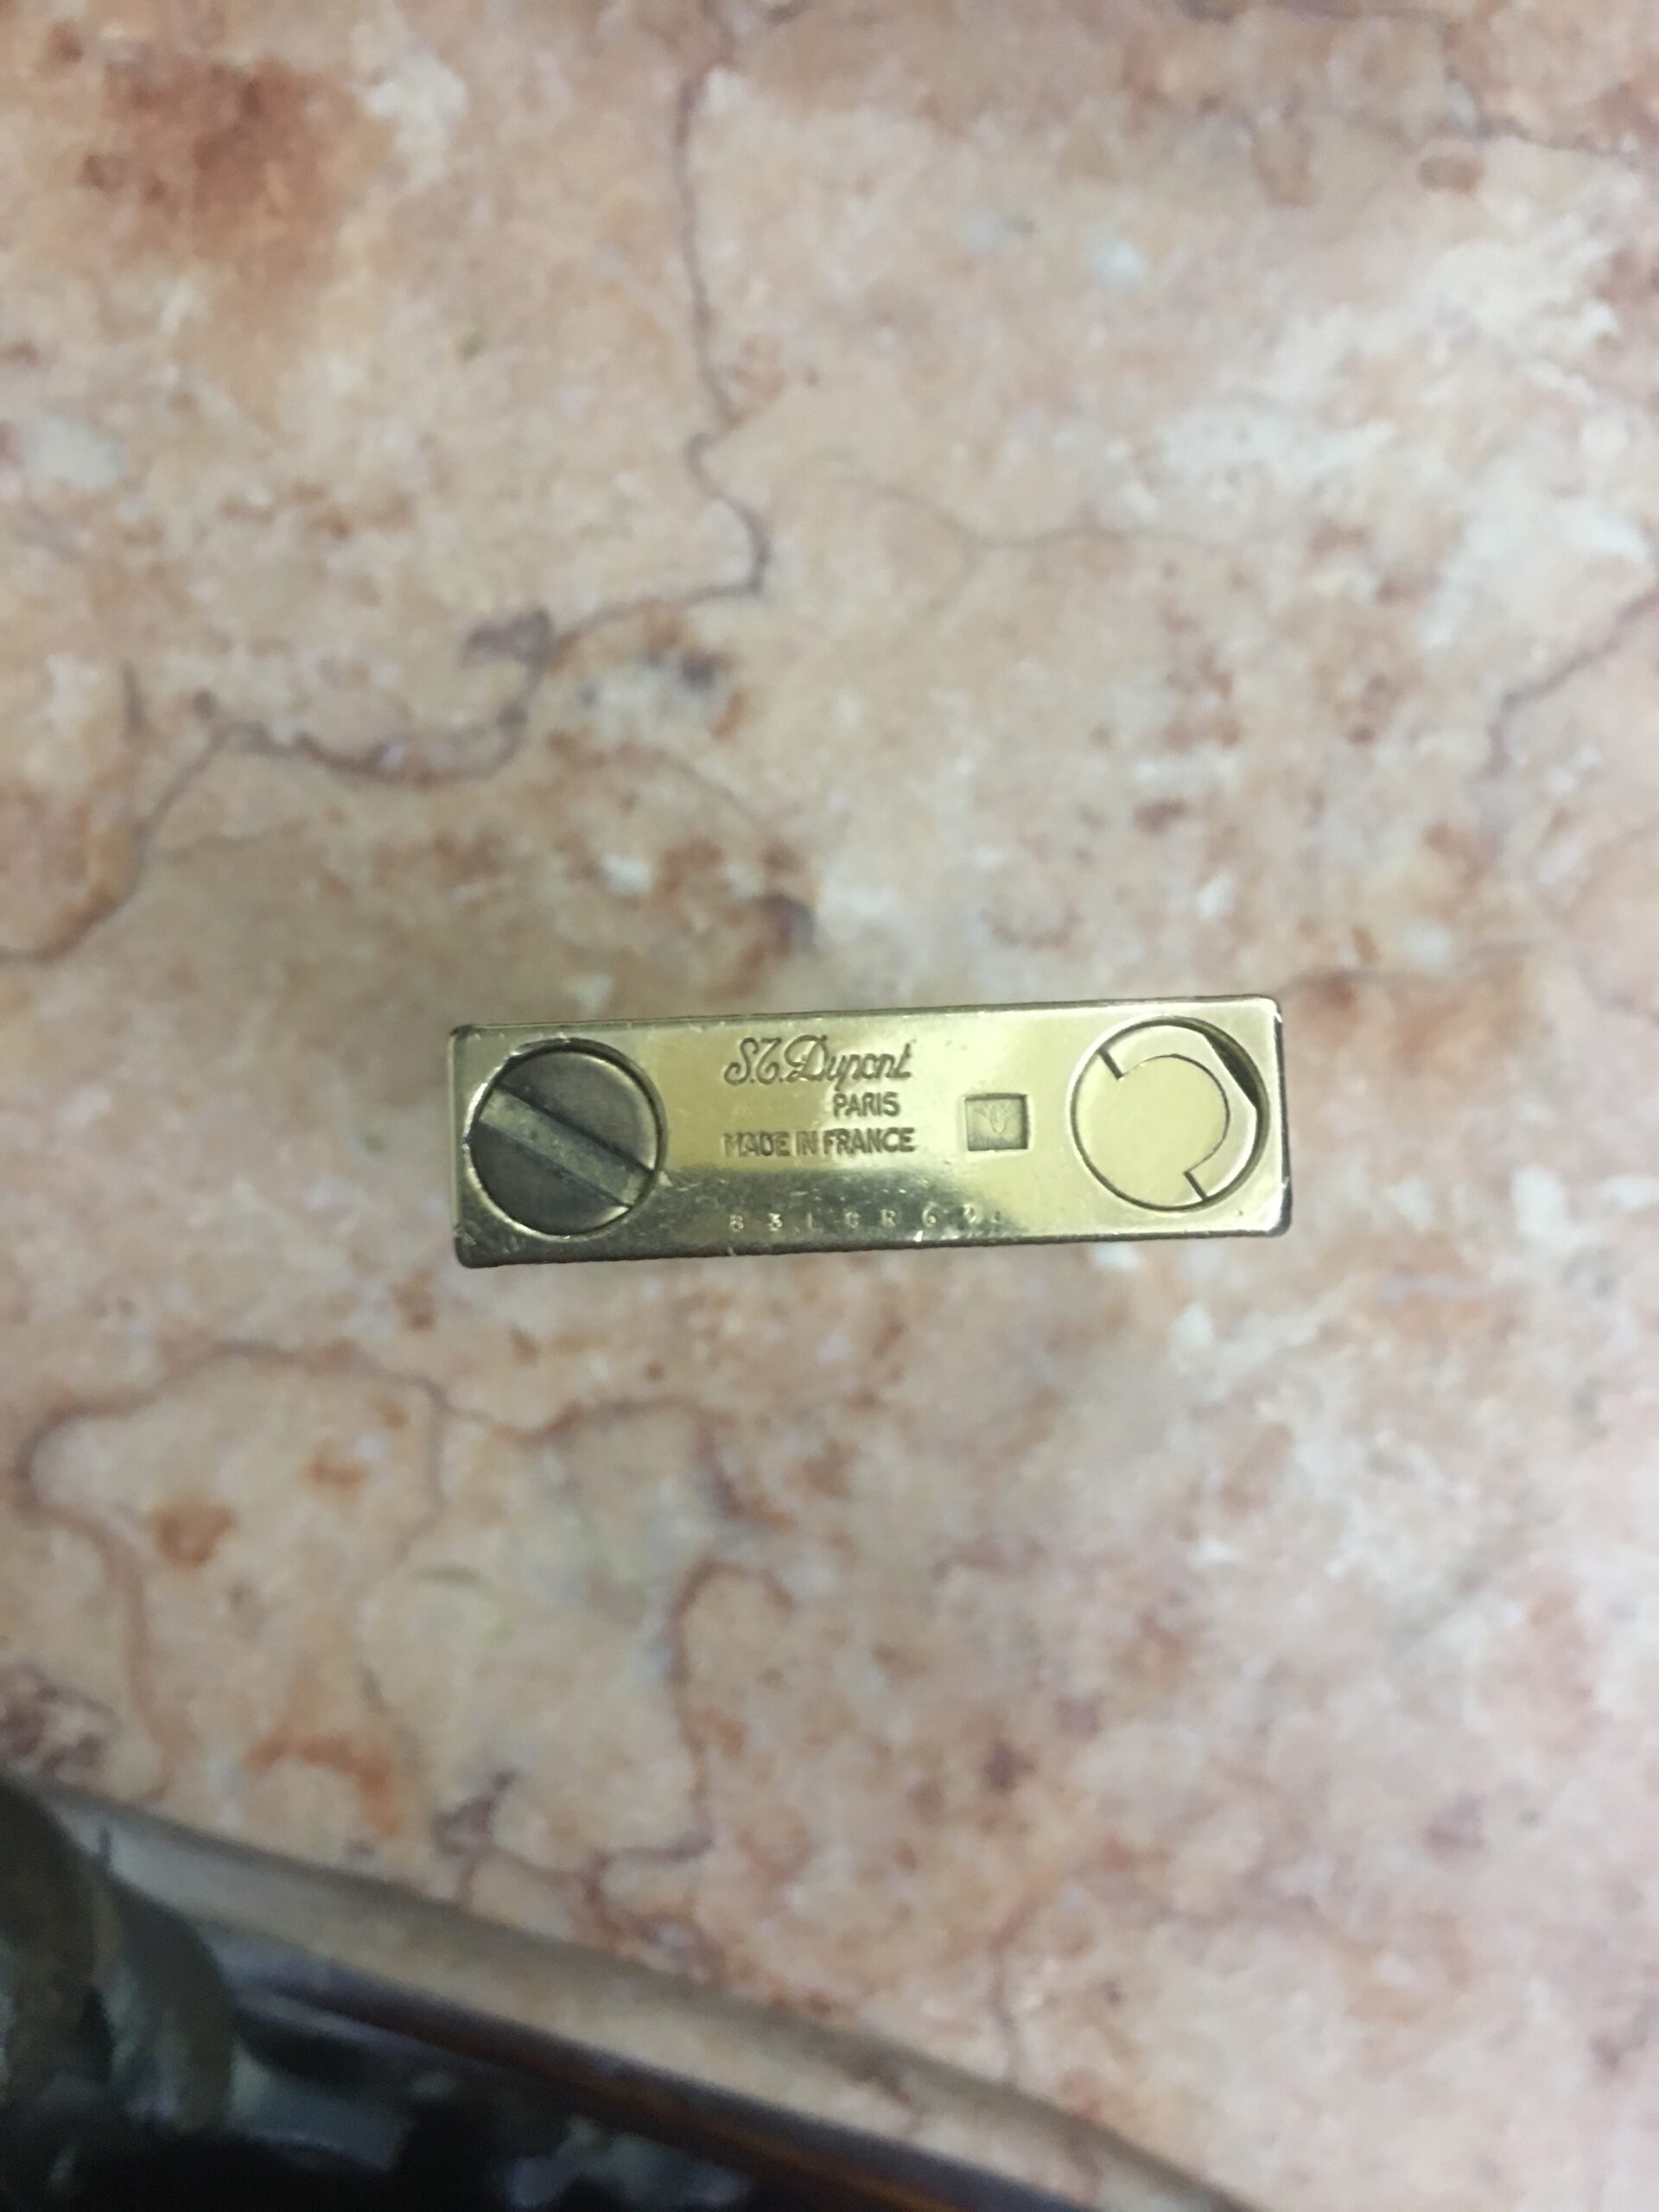 S.T. Dupont
PARIS
MADE IN FRANCE